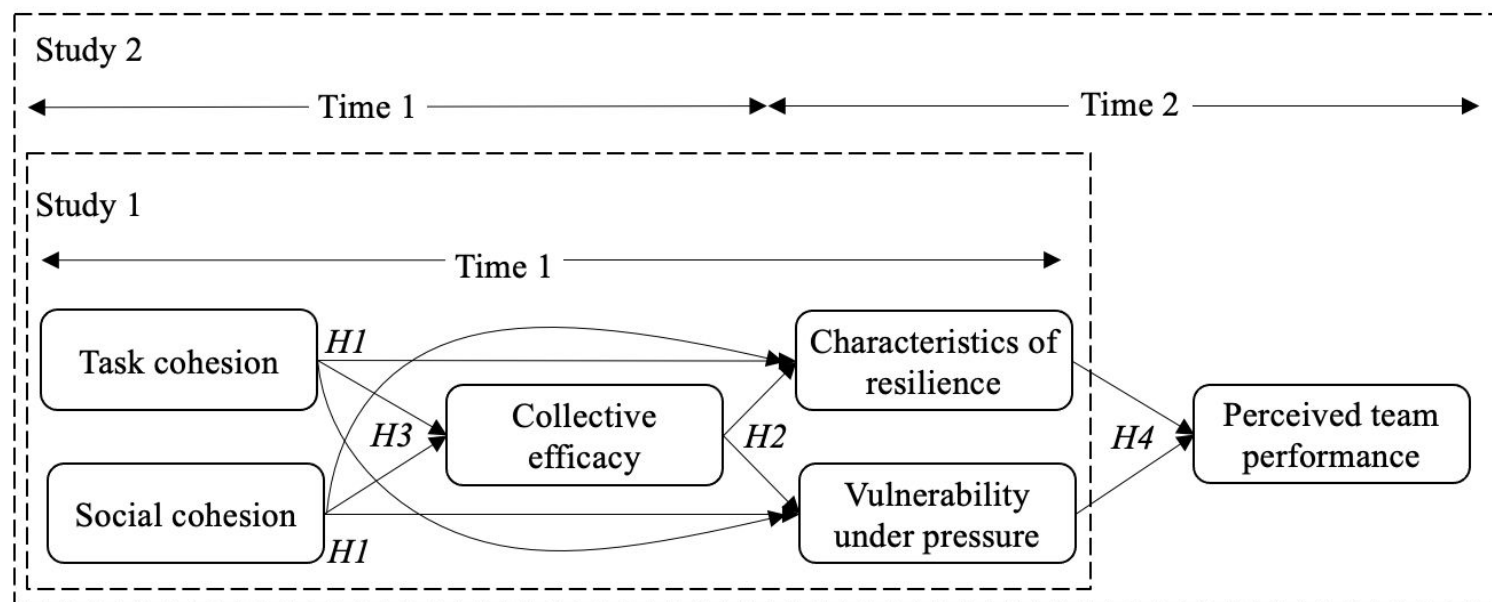 Study 2
Time 1
Time 2
Study 1
Time 1
Task cohesion
H1
Characteristics of
resilience
Collective
efficacy
H3
H2
H4
Perceived team
performance
Social cohesion
H1
Vulnerability
under pressure